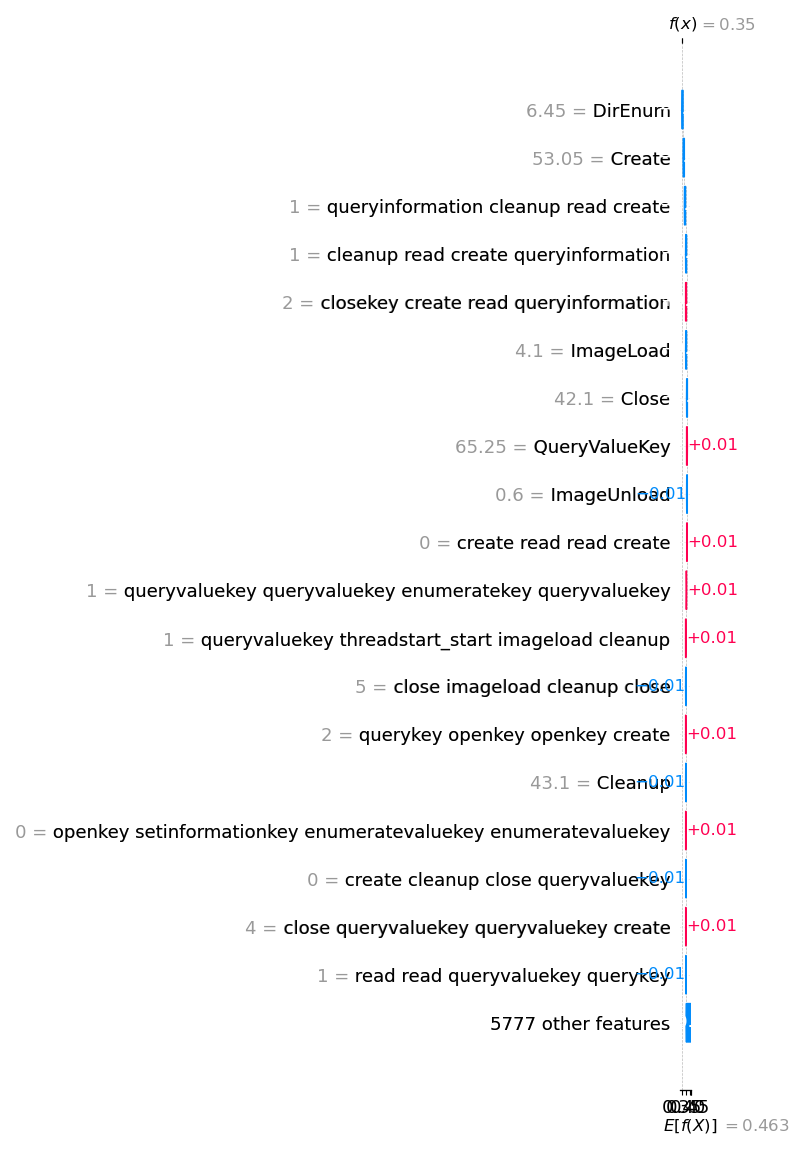 f(x) = 0.35
6.45 = DirEnum
53.05 = Create
1 = queryinformation cleanup read create
1 = cleanup read create queryinformation
2 = closekey create read queryinformation
4.1 = ImageLoad
42.1 = Close
65.25 = QueryValueKey +0.01
0.6 = ImageUnload −0.01
0 = create read read create +0.01
1 = queryvaluekey queryvaluekey enumeratekey queryvaluekey +0.01
1 = queryvaluekey threadstart_start imageload cleanup +0.01
5 = close imageload cleanup close −0.01
2 = querykey openkey openkey create +0.01
43.1 = Cleanup −0.01
0 = openkey setinformationkey enumeratevaluekey enumeratevaluekey +0.01
0 = create cleanup close queryvaluekey −0.01
4 = close queryvaluekey queryvaluekey create +0.01
1 = read read queryvaluekey querykey −0.01
5777 other features
E[f(X)] = 0.463